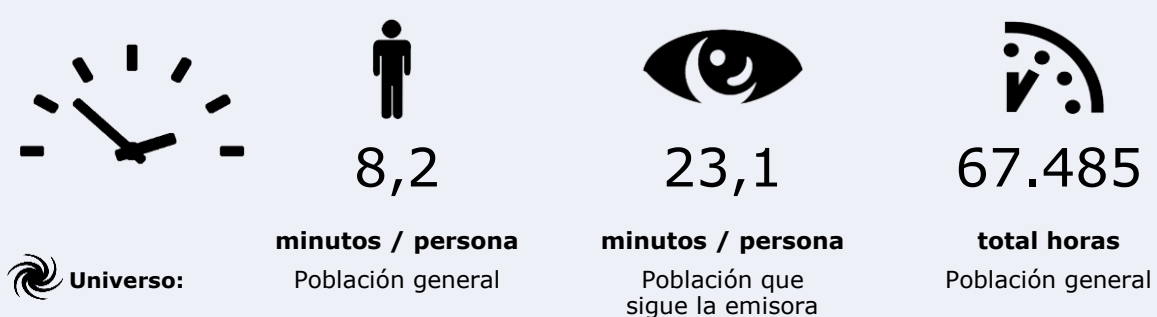 8,2
23,1
67.485
minutos / persona
minutos / persona
total horas
Universo:
Población general
Población que
sigue la emisora
Población general